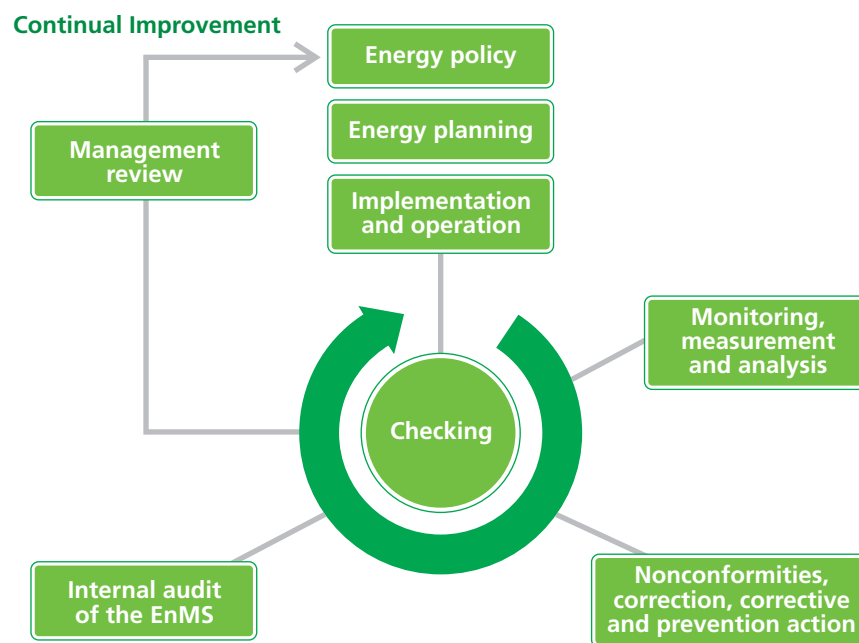 Continual Improvement
Energy policy
Energy planning
Management
review
Implementation
and operation
Monitoring,
measurement
and analysis
Checking
Internal audit
of the EnMS
Nonconformities,
correction, corrective
and prevention action